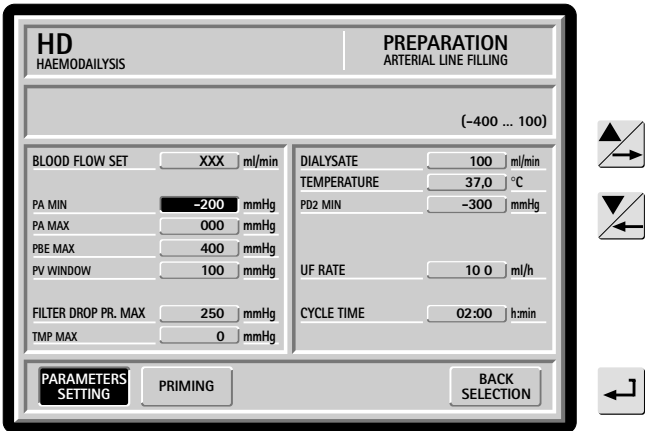 HD
HAEMODAILYSIS
PREPARATION
ARTERIAL LINE FILLING
(-400 ... 100)
BLOOD FLOW SET XXX ml/min
PA MIN -200 mmHg
PA MAX 000 mmHg
PBE MAX 400 mmHg
PV WINDOW 100 mmHg
FILTER DROP PR. MAX 250 mmHg
TMP MAX 0 mmHg
DIALYSATE 100 ml/min
TEMPERATURE 37,0 °C
PD2 MIN -300 mmHg
UF RATE 10 0 ml/h
CYCLE TIME 02:00 h:min
PARAMETERS
SETTING
PRIMING
BACK
SELECTION